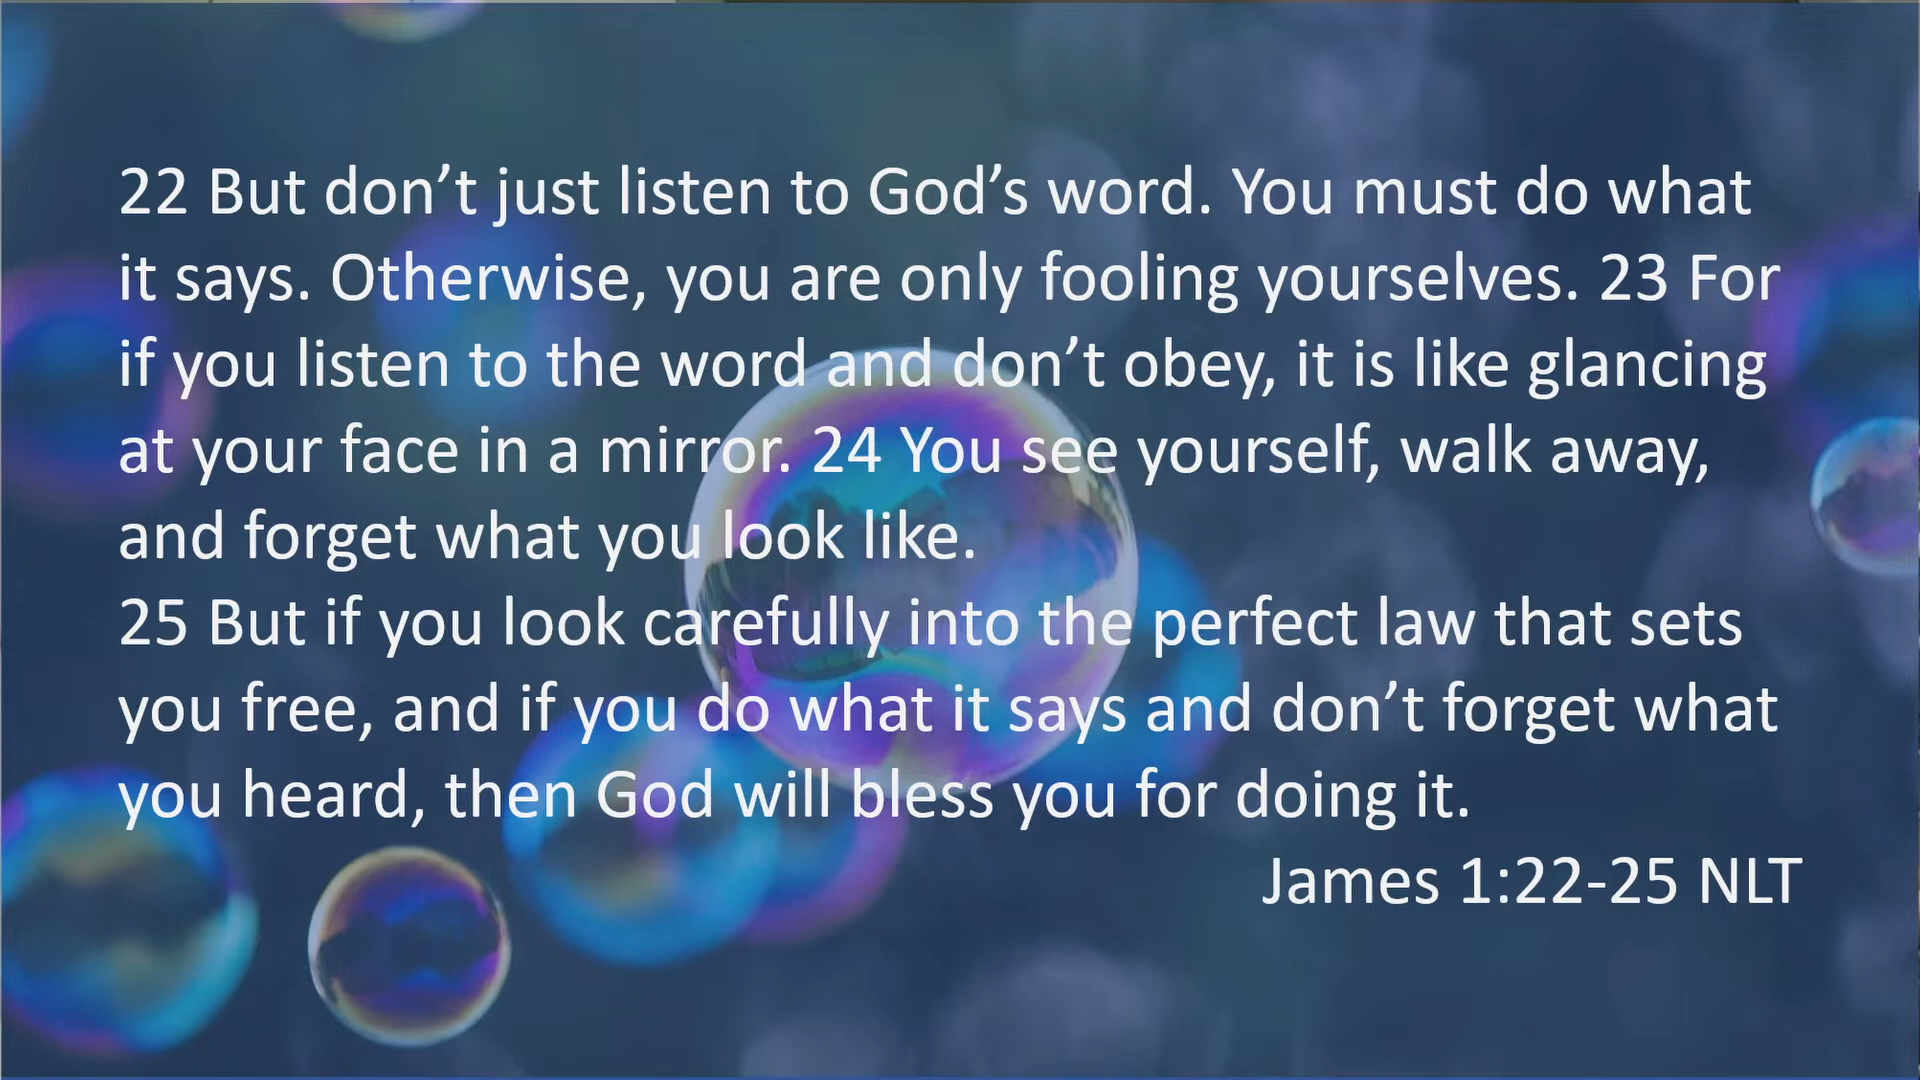 22 But don’t just listen to God’s word. You must do what
it says. Otherwise, you are only fooling yourselves. 23 For
if you listen to the word and don’t obey, it is like glancing
at your face in a mirror. 24 You see yourself, walk away,
and forget what you look like.
25 But if you look carefully into the perfect law that sets
you free, and if you do what it says and don’t forget what
you heard, then God will bless you for doing it.
James 1:22-25 NLT